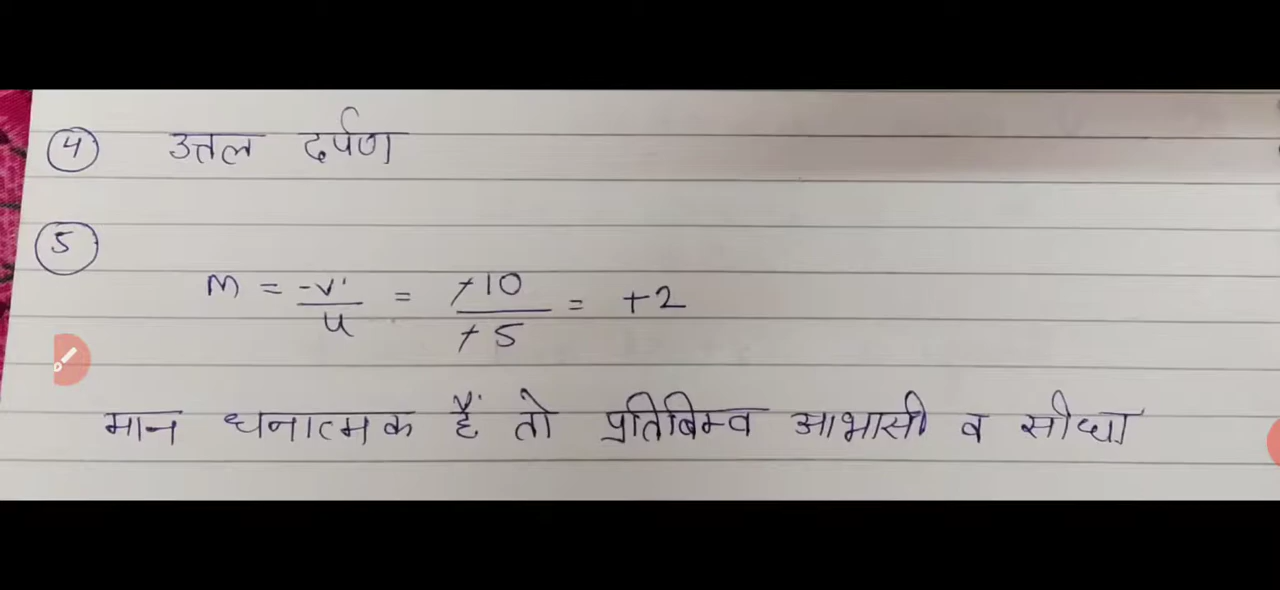 ④ उत्तल दर्पण
⑤
M = -v'/u = +10/+5 = +2
मान धनात्मक हैं तो प्रतिबिम्व आभासी व सीधा